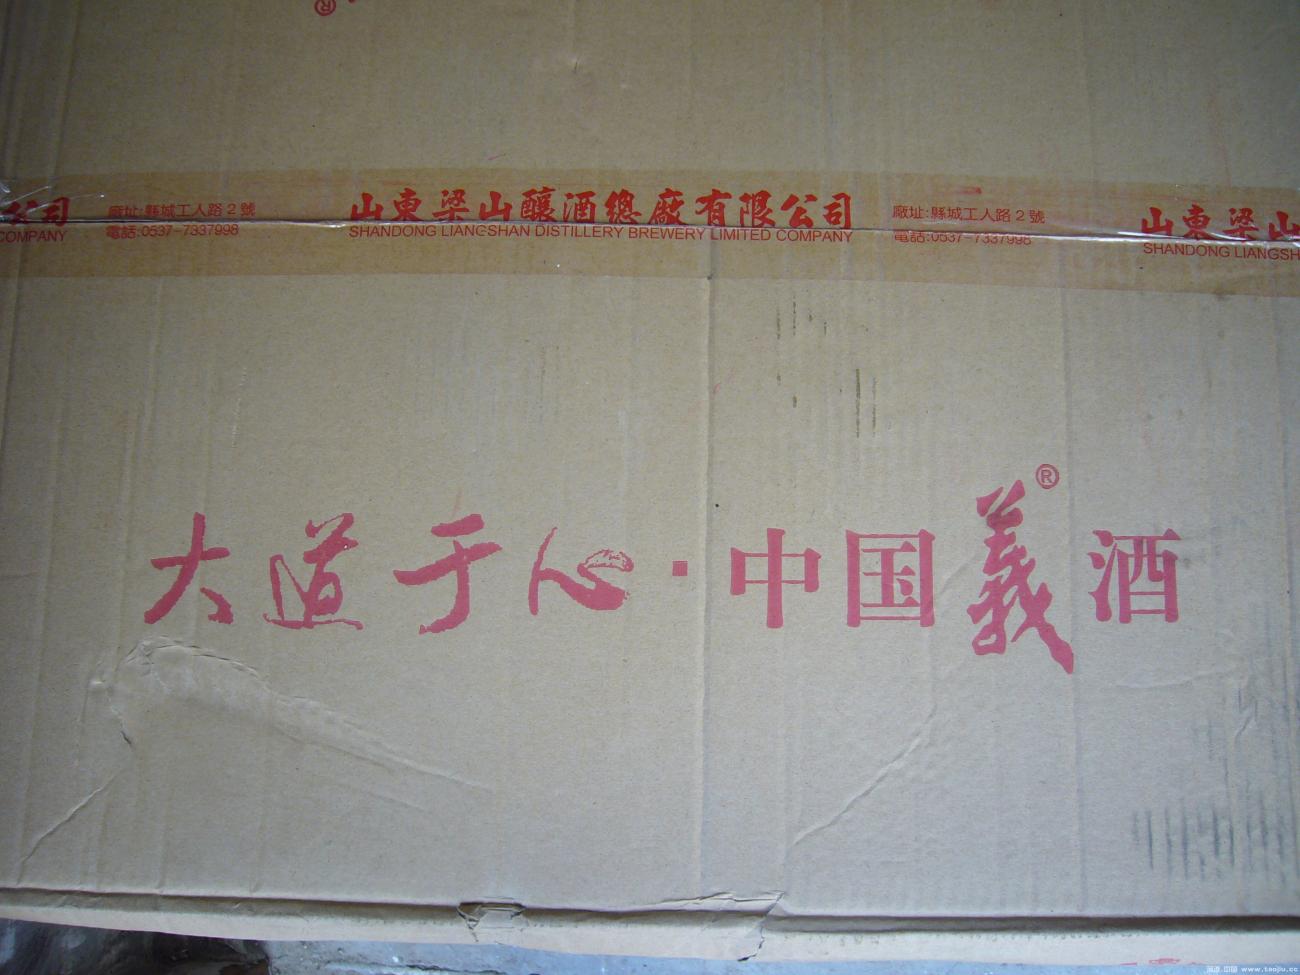 ®
公司 廠址:縣城工人路2號 山東梁山釀酒總廠有限公司 廠址:縣城工人路2號 山東梁山
COMPANY 電話:0537-7337998 SHANDONG LIANGSHAN DISTILLERY BREWERY LIMITED COMPANY 電話:0537-7337998 SHANDONG LIANGSH
大道于心·中国義®酒
www.taojiu.cc